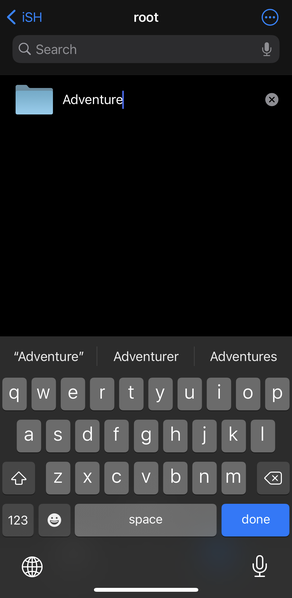 iSH
root
Search
Adventure
“Adventure”
Adventurer
Adventures
q w e r t y u i o p
a s d f g h j k l
z x c v b n m
123
space
done